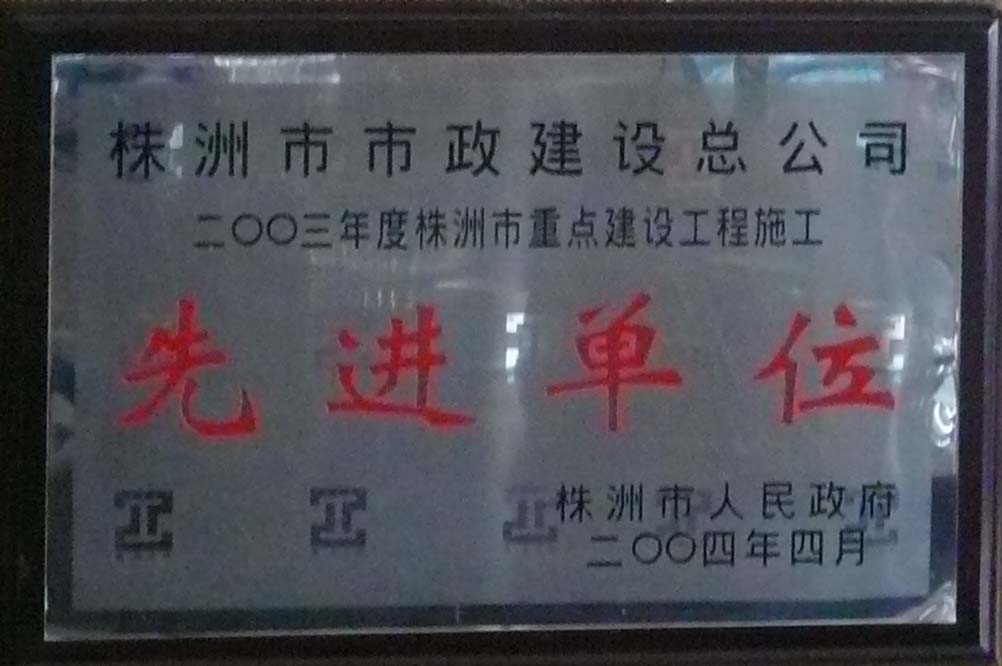 株洲市市政建设总公司
二〇〇三年度株洲市重点建设工程施工
先进单位
株洲市人民政府
二〇〇四年四月